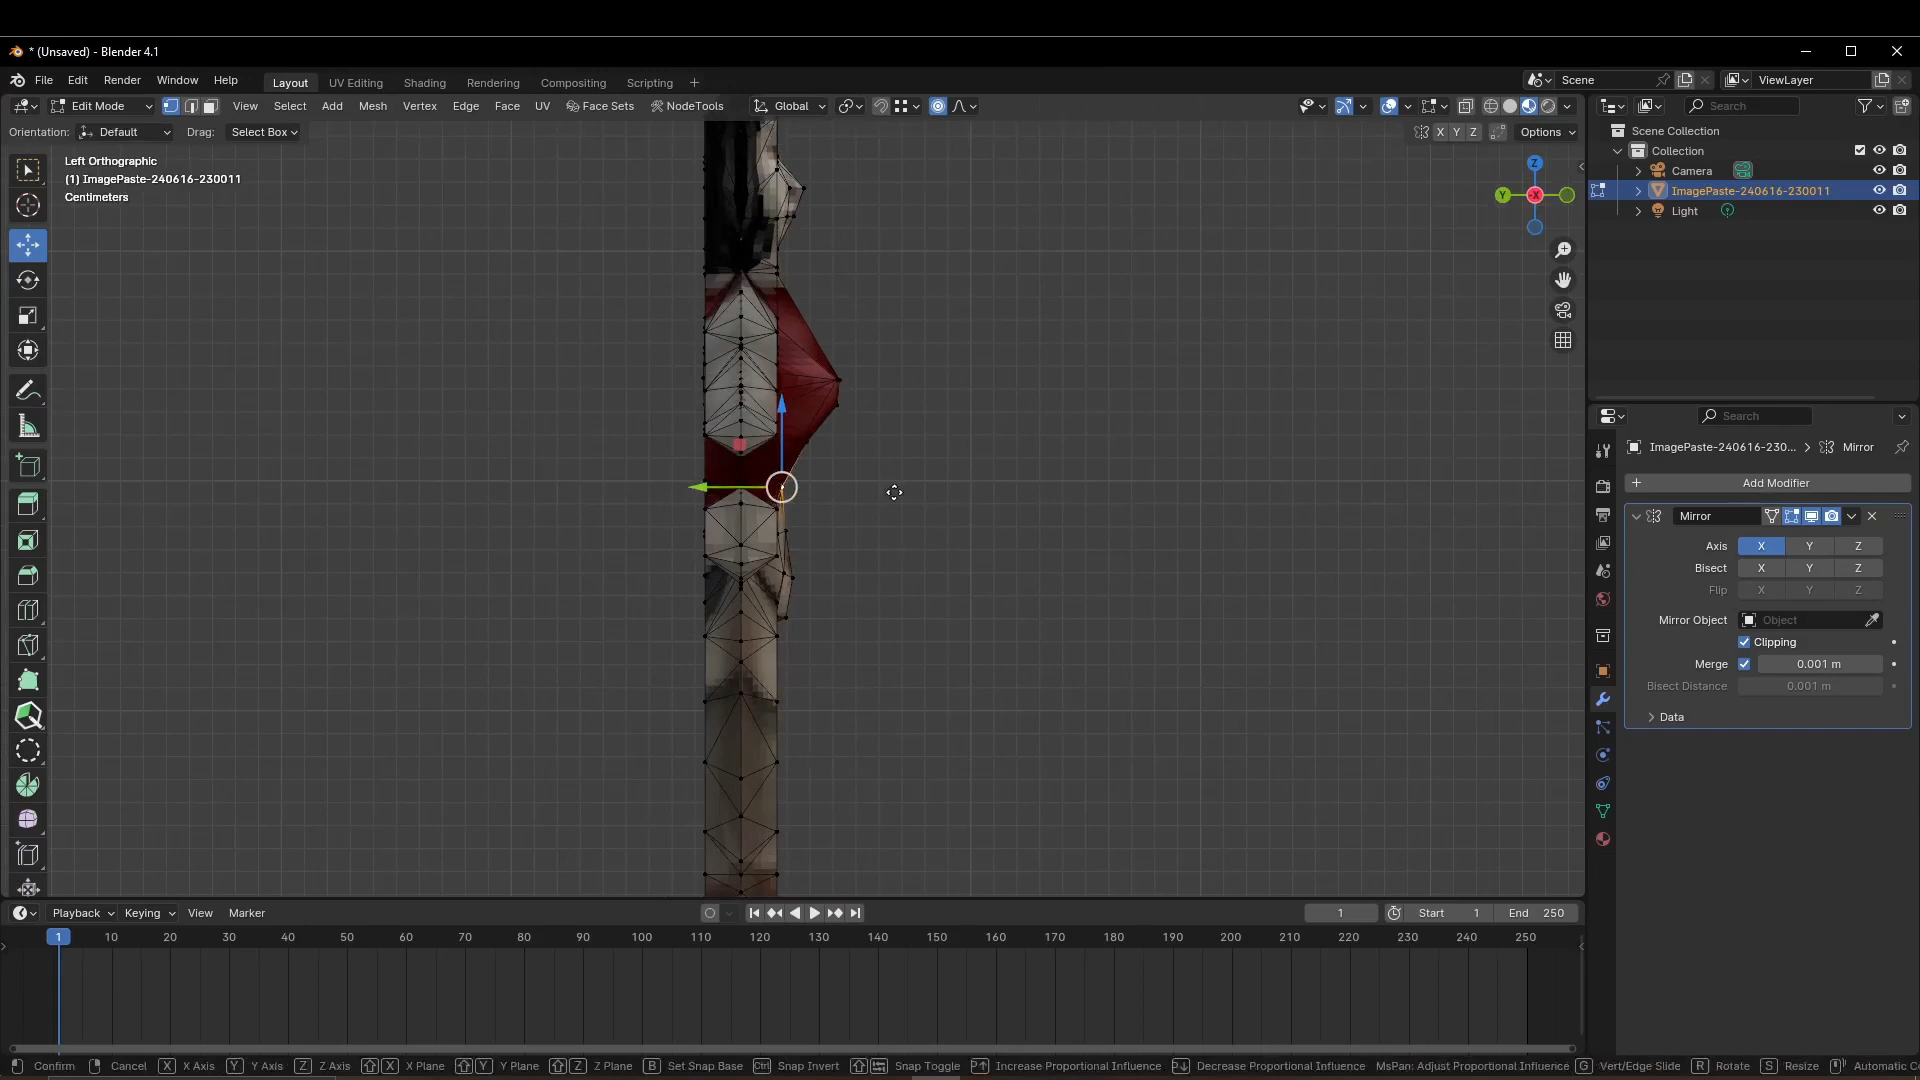 * (Unsaved) - Blender 4.1
File Edit Render Window Help Layout UV Editing Shading Rendering Compositing Scripting + Scene ViewLayer
Edit Mode View Select Add Mesh Vertex Edge Face UV Face Sets NodeTools Global Search
Orientation: Default Drag: Select Box X Y Z Options Scene Collection
Left Orthographic Collection
(1) ImagePaste-240616-230011 Camera
Centimeters ImagePaste-240616-230011
Light
Z
Y
-X
Search
ImagePaste-240616-230... > Mirror
+ Add Modifier
Mirror
Axis X Y Z
Bisect X Y Z
Flip X Y Z
Mirror Object Object
Clipping
Merge 0.001 m
Bisect Distance 0.001 m
Data
Playback Keying View Marker 1 Start 1 End 250
1 10 20 30 40 50 60 70 80 90 100 110 120 130 140 150 160 170 180 190 200 210 220 230 240 250
Confirm Cancel X X Axis Y Y Axis Z Z Axis X X Plane Y Y Plane Z Z Plane B Set Snap Base Ctrl Snap Invert Snap Toggle Increase Proportional Influence Decrease Proportional Influence MsPan: Adjust Proportional Influence G Vert/Edge Slide R Rotate S Resize Automatic C